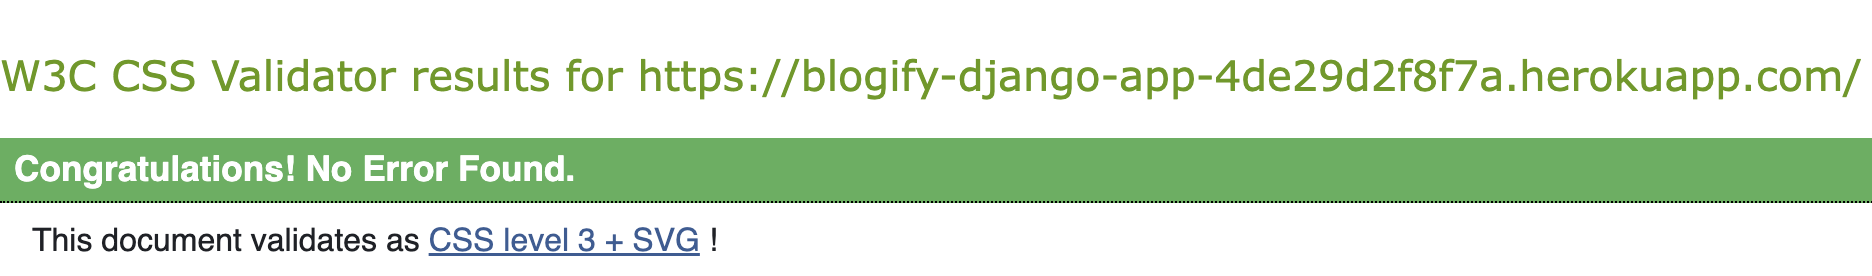 W3C CSS Validator results for https://blogify-django-app-4de29d2f8f7a.herokuapp.com/
Congratulations! No Error Found.
This document validates as CSS level 3 + SVG !